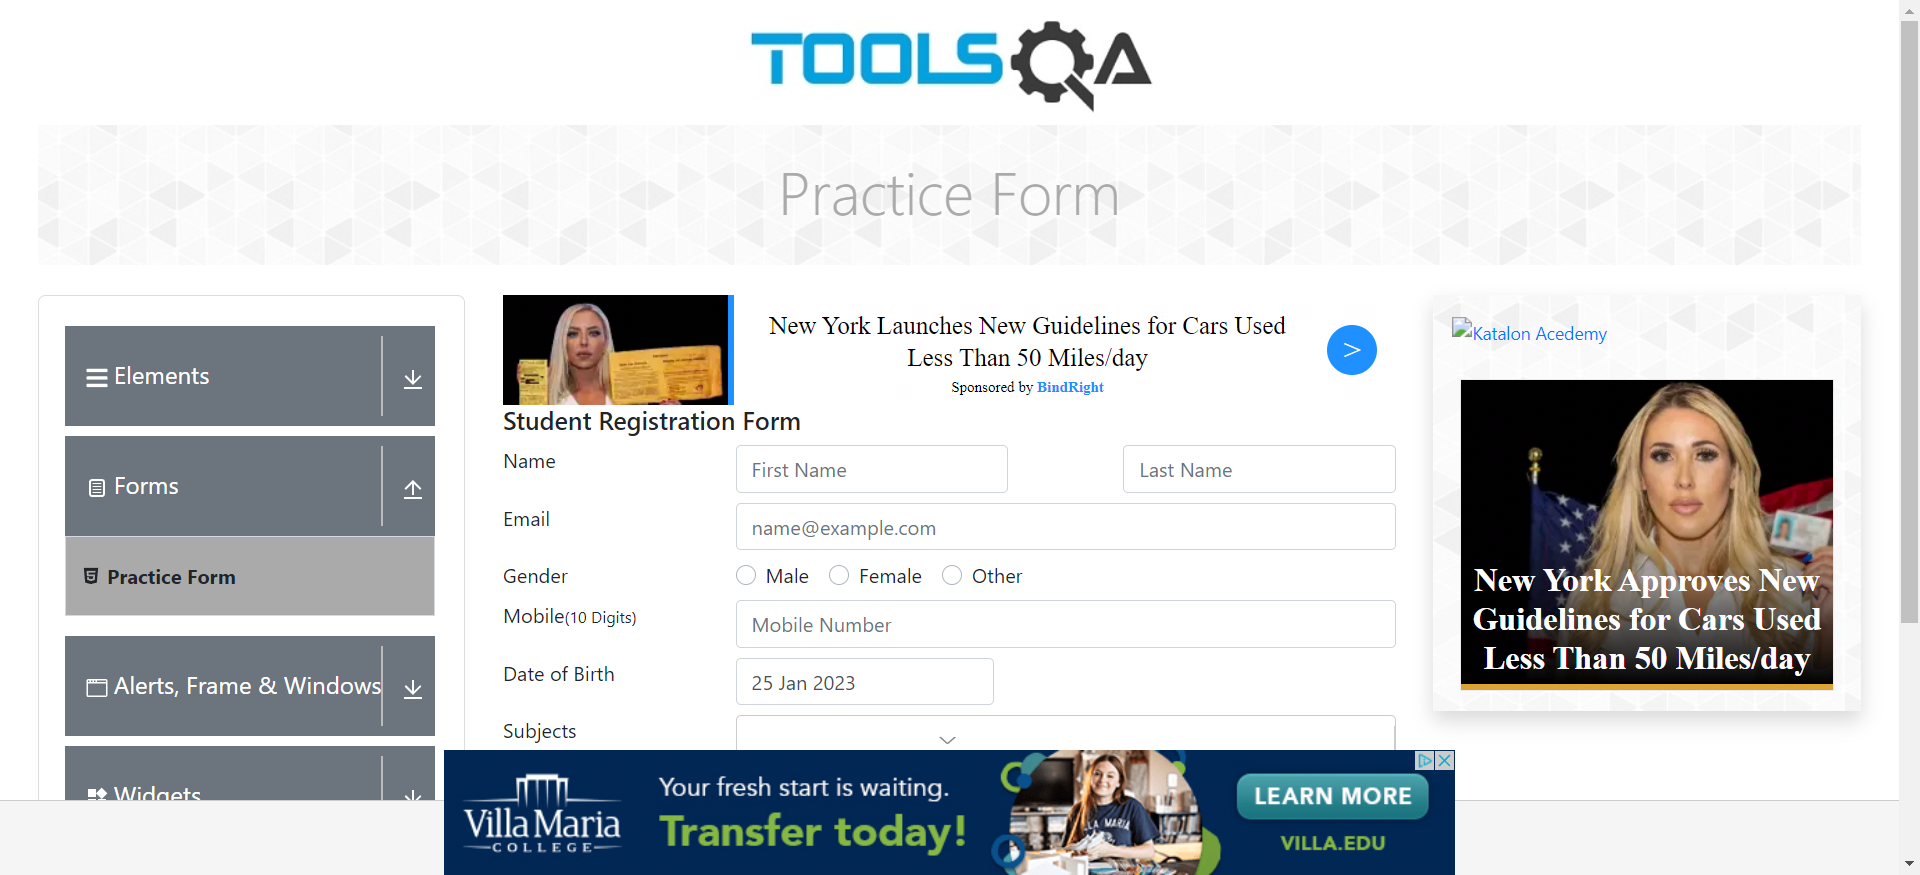 TOOLSQA
Practice Form
Elements
Forms
Practice Form
Alerts, Frame & Windows
Widgets
New York Launches New Guidelines for Cars Used
Less Than 50 Miles/day
Sponsored by BindRight
>
Student Registration Form
Name
First Name
Last Name
Email
name@example.com
Gender
Male
Female
Other
Mobile(10 Digits)
Mobile Number
Date of Birth
25 Jan 2023
Subjects
Katalon Acedemy
New York Approves New
Guidelines for Cars Used
Less Than 50 Miles/day
Villa Maria
COLLEGE
Your fresh start is waiting.
Transfer today!
LEARN MORE
VILLA.EDU